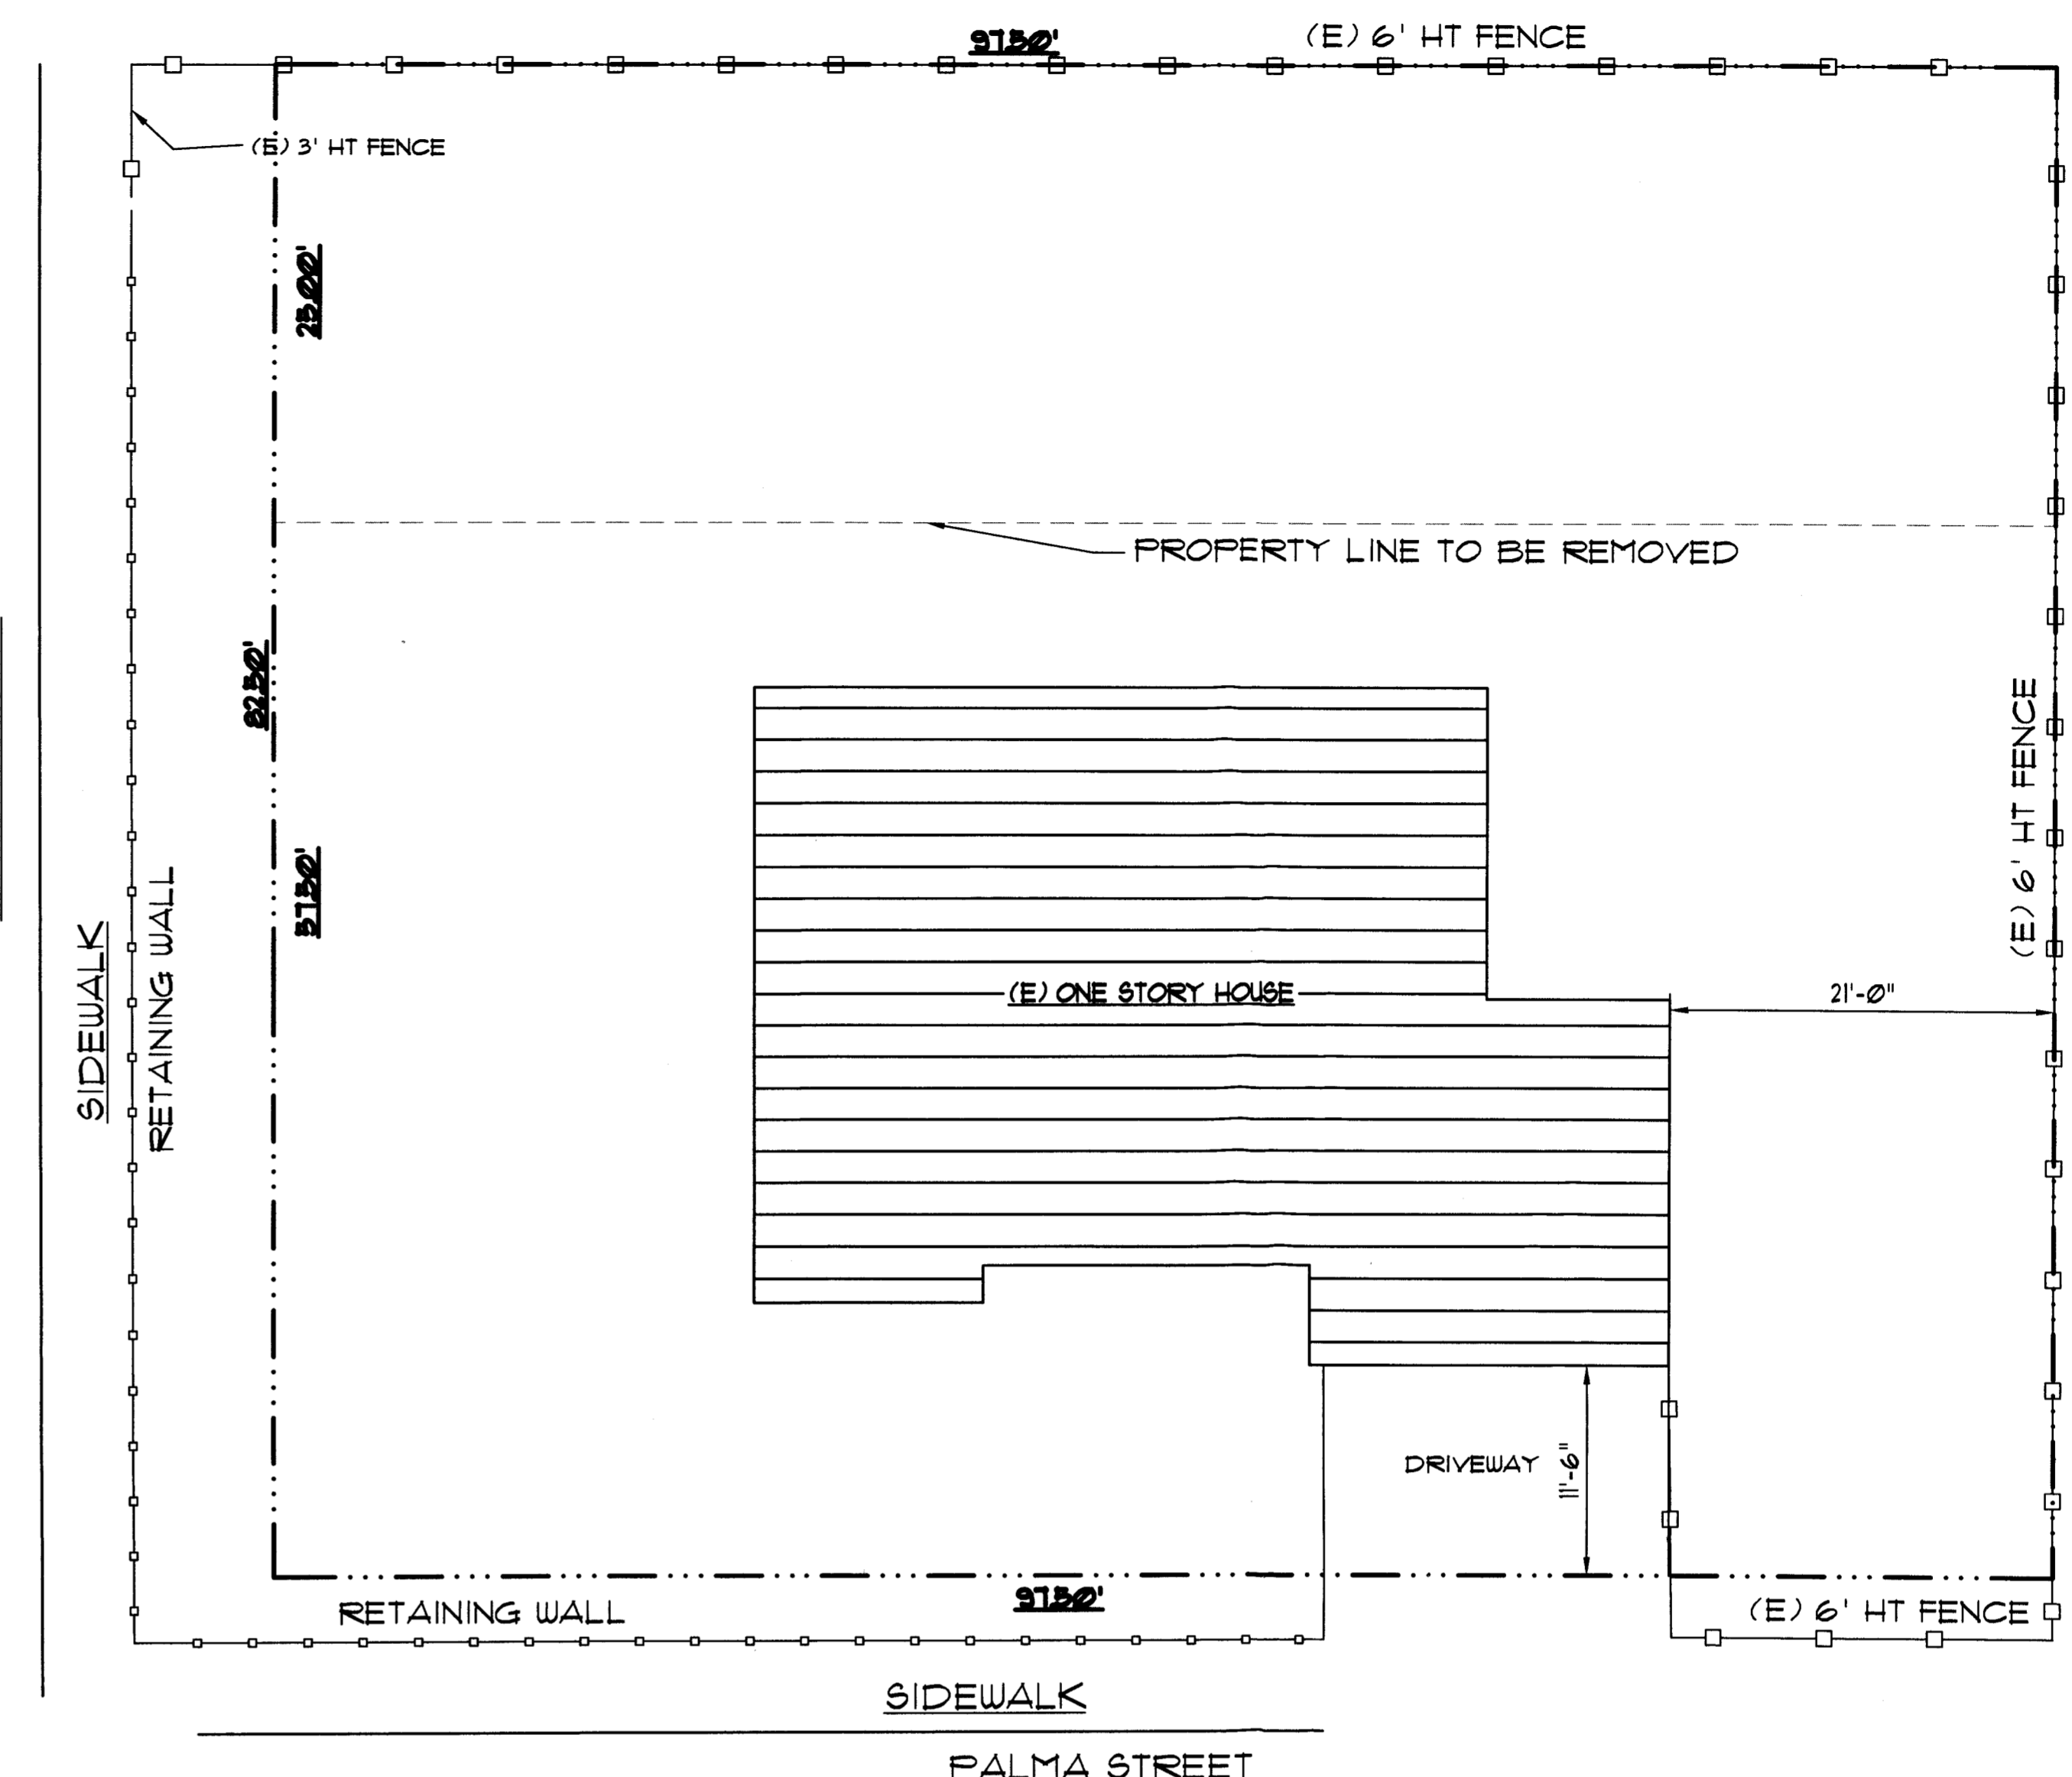 97.50'
(E) 6' HT FENCE
(E) 3' HT FENCE
25.00'
PROPERTY LINE TO BE REMOVED
82.50'
57.50'
(E) 6' HT FENCE
SIDEWALK
RETAINING WALL
(E) ONE STORY HOUSE
21'-0"
DRIVEWAY
11'-6"
97.50'
RETAINING WALL
(E) 6' HT FENCE
SIDEWALK
PALMA STREET